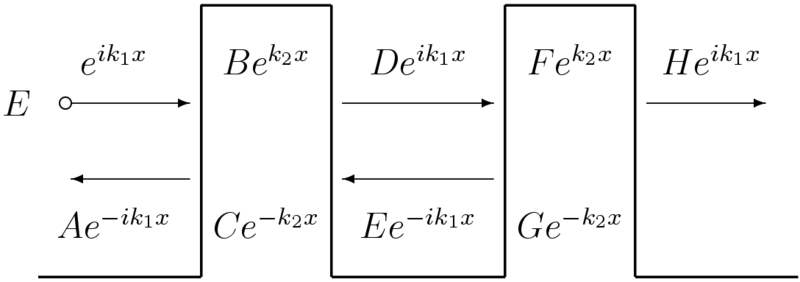 e^{ik_1x} Be^{k_2x} De^{ik_1x} Fe^{k_2x} He^{ik_1x}
E
Ae^{-ik_1x} Ce^{-k_2x} Ee^{-ik_1x} Ge^{-k_2x}